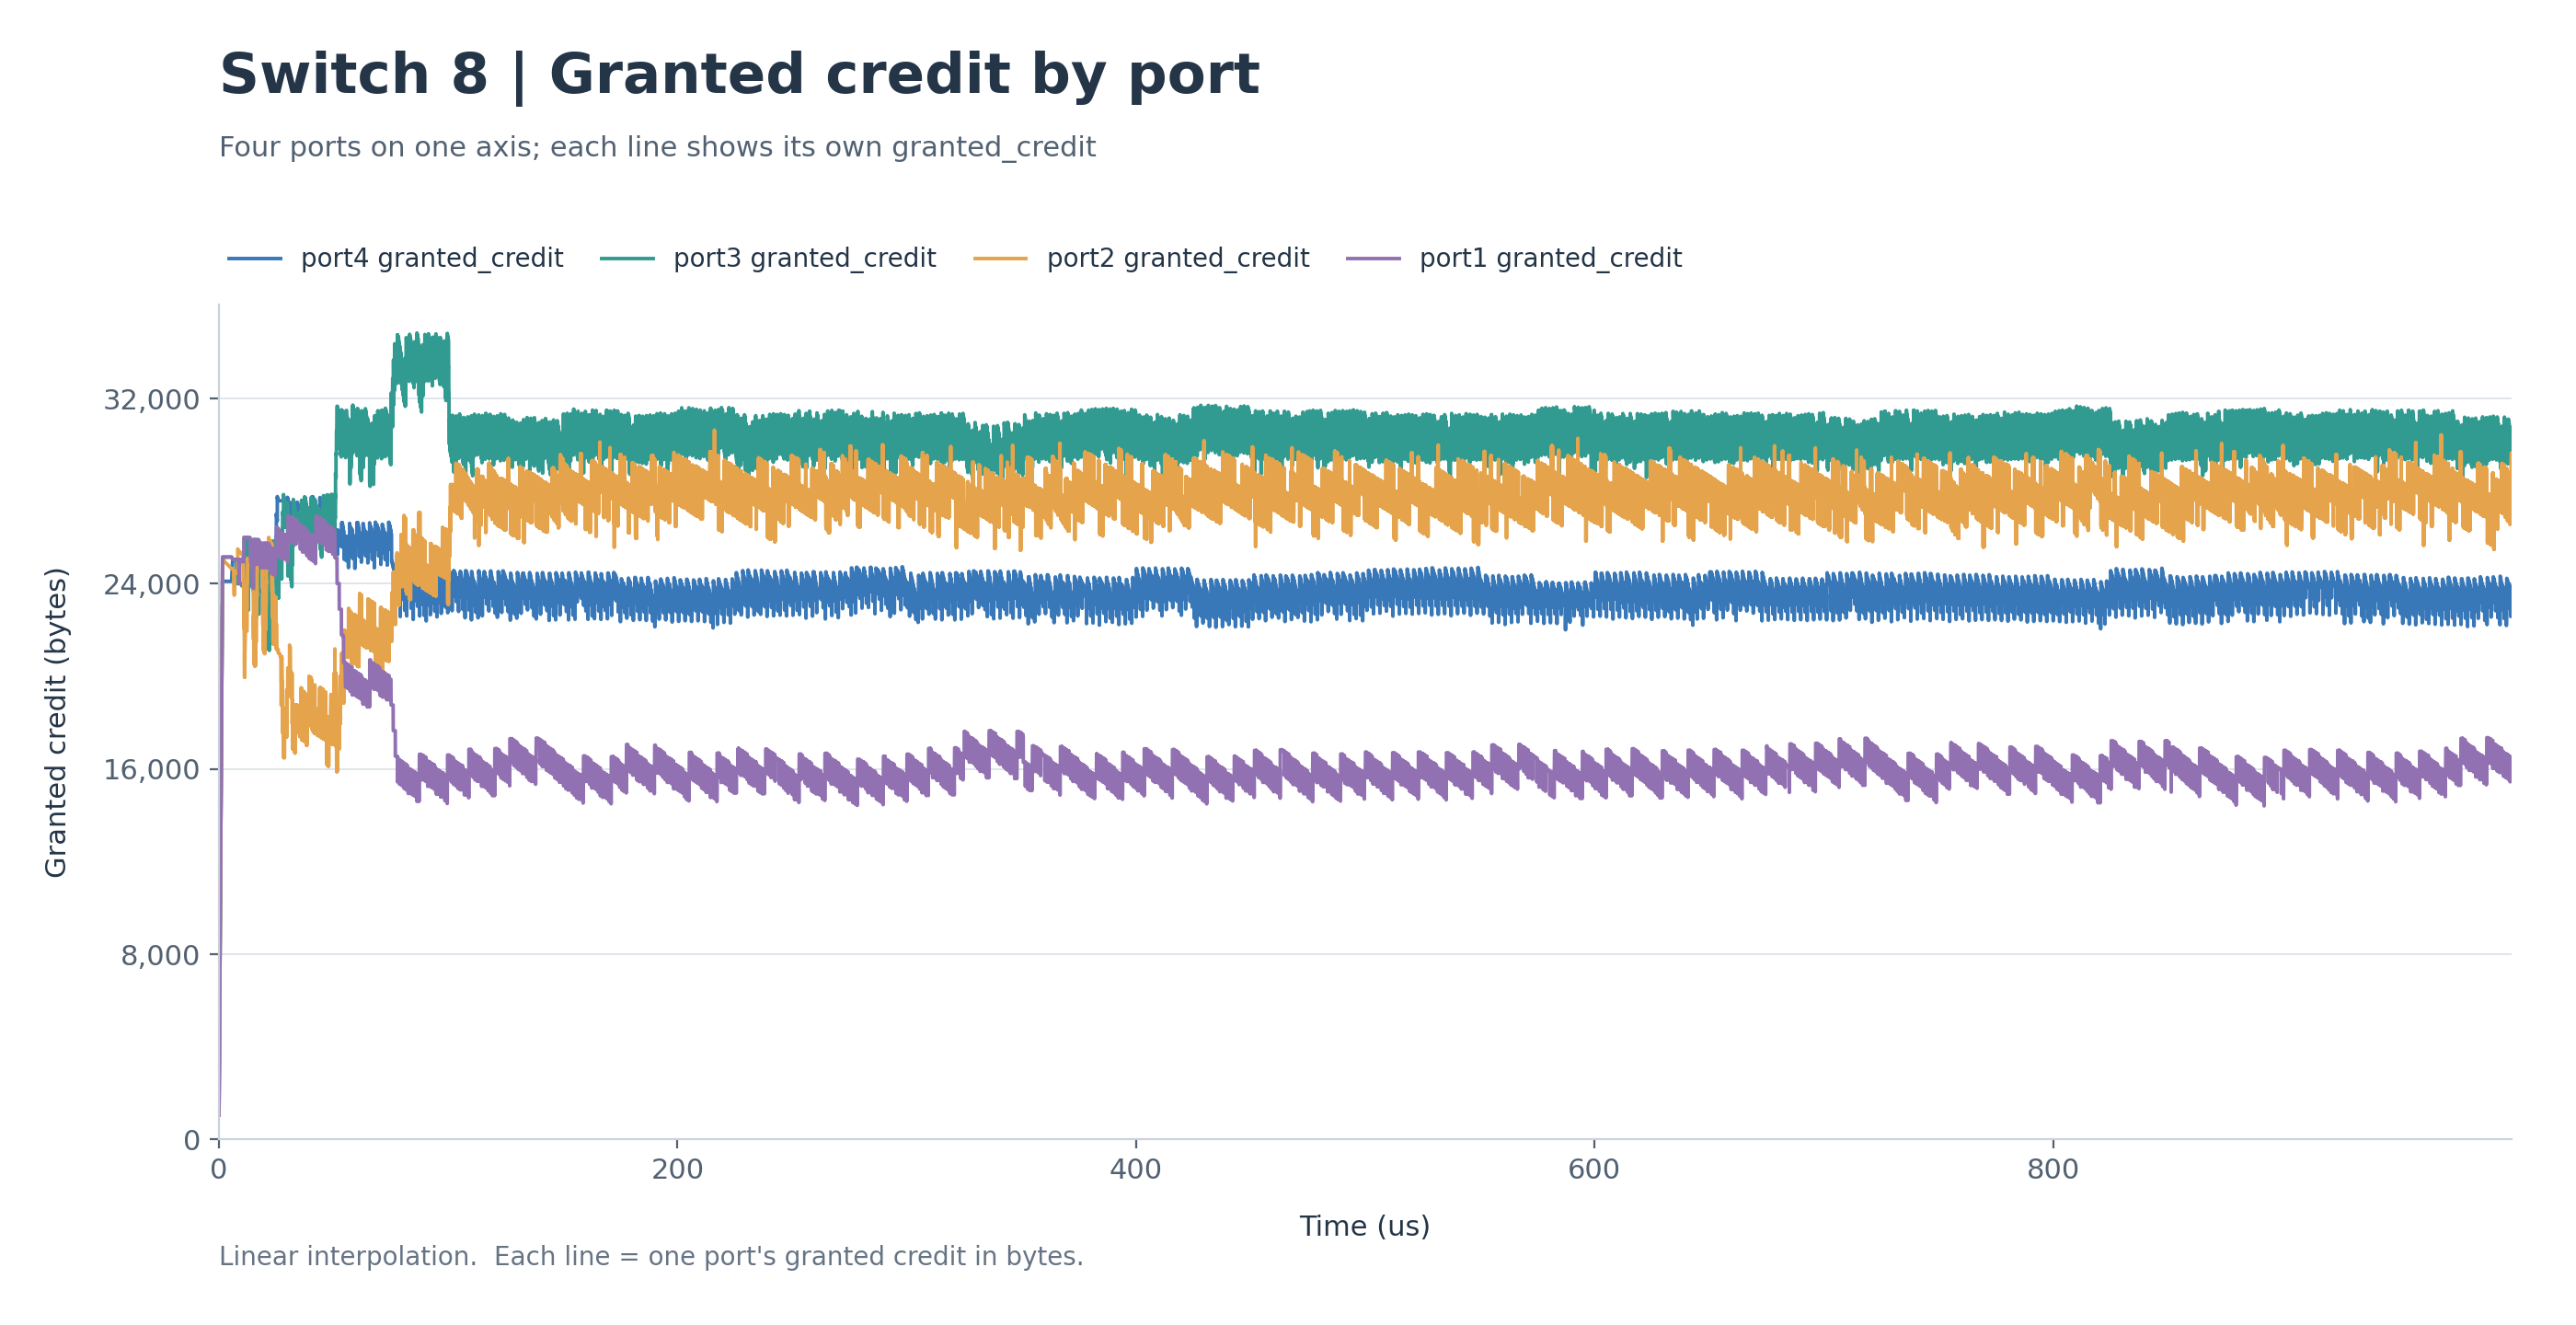 Switch 8 | Granted credit by port
Four ports on one axis; each line shows its own granted_credit
port4 granted_credit
port3 granted_credit
port2 granted_credit
port1 granted_credit
Granted credit (bytes)
32,000
24,000
16,000
8,000
0
0
200
400
600
800
Time (us)
Linear interpolation.  Each line = one port's granted credit in bytes.